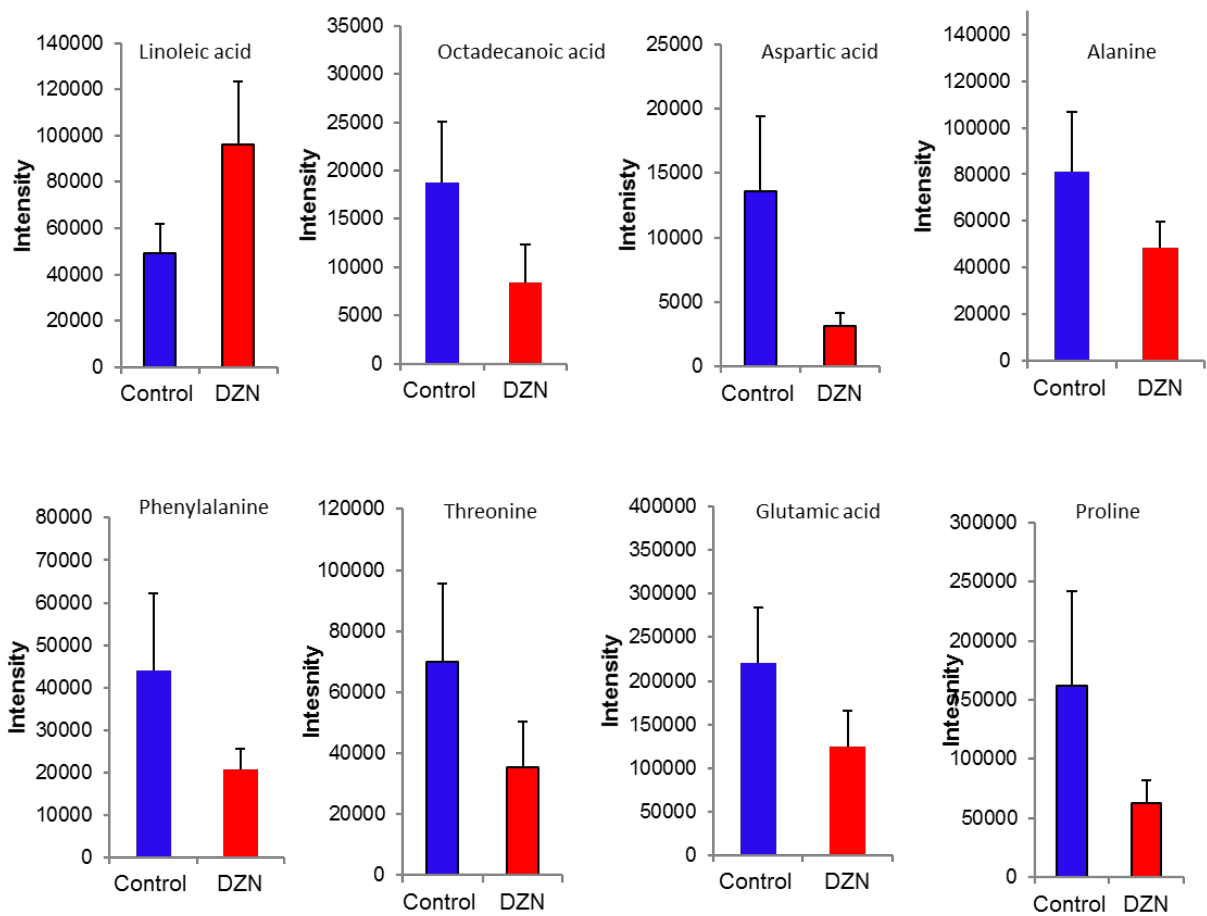 Linoleic acid
Intensity
140000
120000
100000
80000
60000
40000
20000
0
Control DZN
Octadecanoic acid
Intensity
35000
30000
25000
20000
15000
10000
5000
0
Control DZN
Aspartic acid
Intenisty
25000
20000
15000
10000
5000
0
Control DZN
Alanine
Intensity
140000
120000
100000
80000
60000
40000
20000
0
Control DZN
Phenylalanine
Intensity
80000
70000
60000
50000
40000
30000
20000
10000
0
Control DZN
Threonine
Intesnity
120000
100000
80000
60000
40000
20000
0
Control DZN
Glutamic acid
Intensity
400000
350000
300000
250000
200000
150000
100000
50000
0
Control DZN
Proline
Intesnity
300000
250000
200000
150000
100000
50000
0
Control DZN